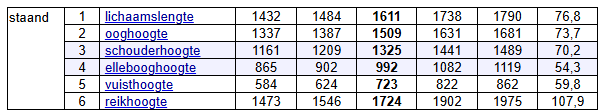 staand 1 lichaamslengte 1432 1484 1611 1738 1790 76,8
2 ooghoogte 1337 1387 1509 1631 1681 73,7
3 schouderhoogte 1161 1209 1325 1441 1489 70,2
4 ellebooghoogte 865 902 992 1082 1119 54,3
5 vuisthoogte 584 624 723 822 862 59,8
6 reikhoogte 1473 1546 1724 1902 1975 107,9